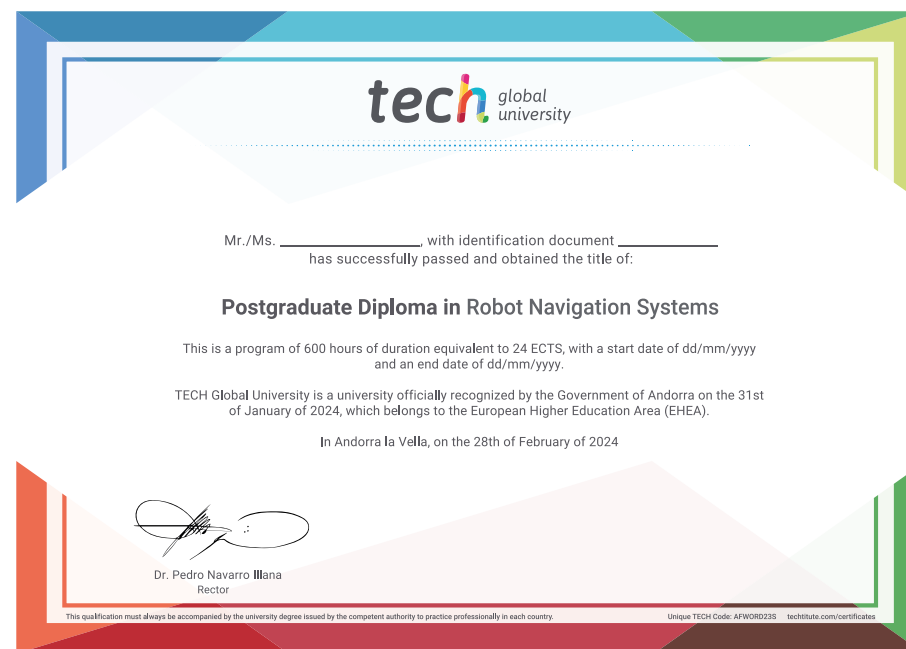 tech global
university
Mr./Ms. ____________________, with identification document ______________
has successfully passed and obtained the title of:
Postgraduate Diploma in Robot Navigation Systems
This is a program of 600 hours of duration equivalent to 24 ECTS, with a start date of dd/mm/yyyy
and an end date of dd/mm/yyyy.
TECH Global University is a university officially recognized by the Government of Andorra on the 31st
of January of 2024, which belongs to the European Higher Education Area (EHEA).
In Andorra la Vella, on the 28th of February of 2024
Dr. Pedro Navarro Illana
Rector
This qualification must always be accompanied by the university degree issued by the competent authority to practice professionally in each country. Unique TECH Code: AFWORD23S techtitute.com/certificates